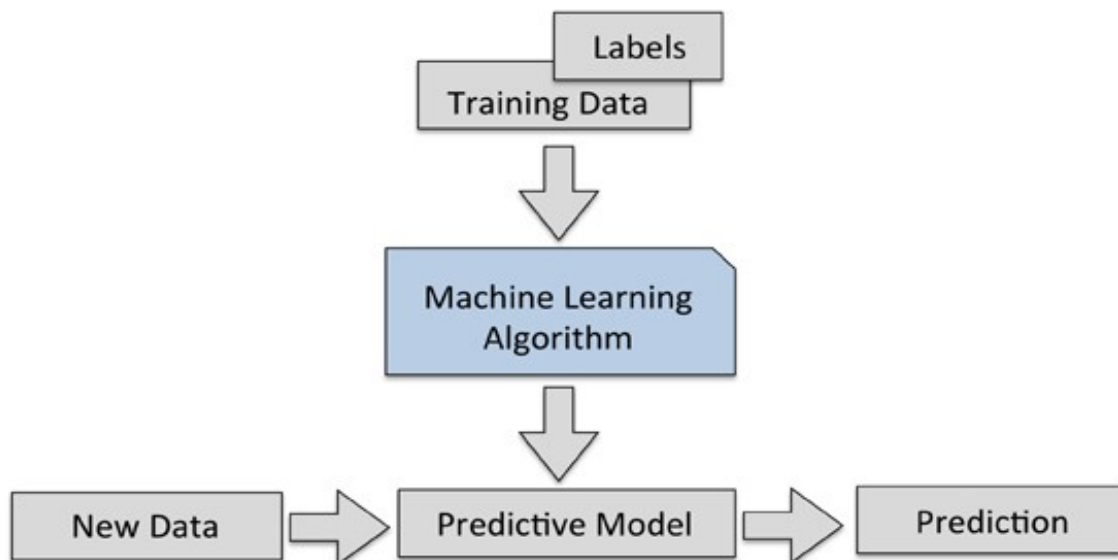 Labels
Training Data
Machine Learning
Algorithm
New Data
Predictive Model
Prediction